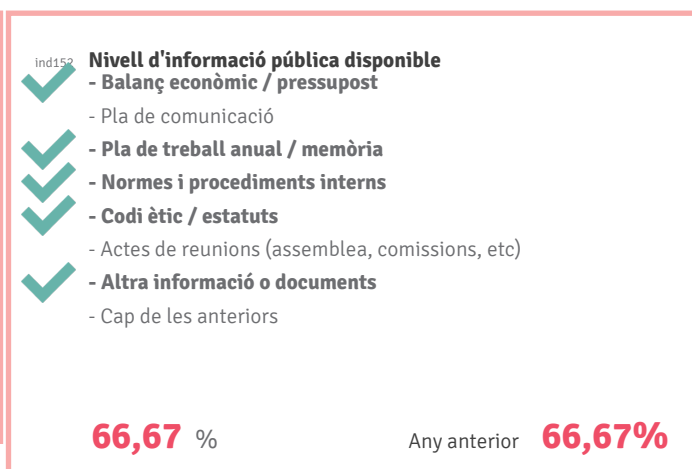 ind152 Nivell d'informació pública disponible
- Balanç econòmic / pressupost
- Pla de comunicació
- Pla de treball anual / memòria
- Normes i procediments interns
- Codi ètic / estatuts
- Actes de reunions (assemblea, comissions, etc)
- Altra informació o documents
- Cap de les anteriors
66,67 % Any anterior 66,67%